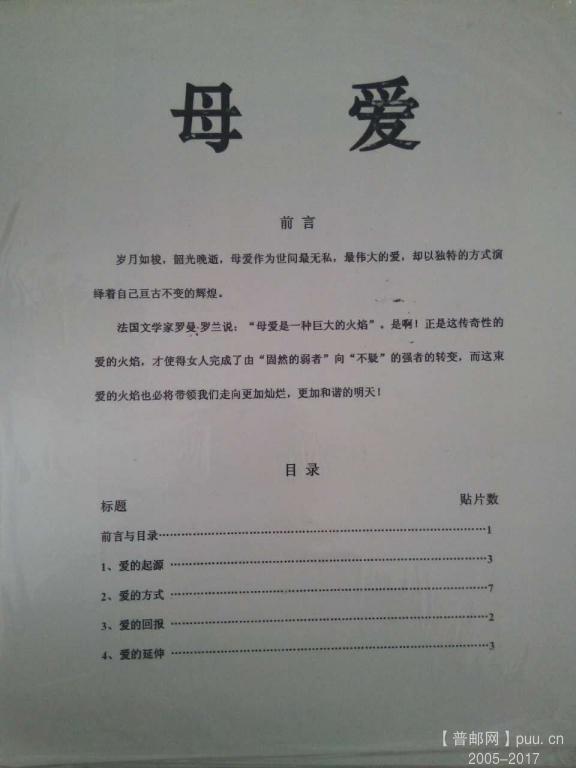 母 爱
前 言
岁月如梭，韶光晚逝，母爱作为世间最无私，最伟大的爱，却以独特的方式演
绎着自己亘古不变的辉煌。
法国文学家罗曼·罗兰说：“母爱是一种巨大的火焰”。是啊！正是这传奇性的
爱的火焰，才使得女人完成了由“固然的弱者”向“不疑”的强者的转变，而这束
爱的火焰也必将带领我们走向更加灿烂，更加和谐的明天！
目 录
标题 贴片数
前言与目录……………………………………………………1
1、爱的起源 ……………………………………………………3
2、爱的方式 ……………………………………………………7
3、爱的回报 ……………………………………………………2
4、爱的延伸 ……………………………………………………3
【普邮网】puu.cn
2005-2017